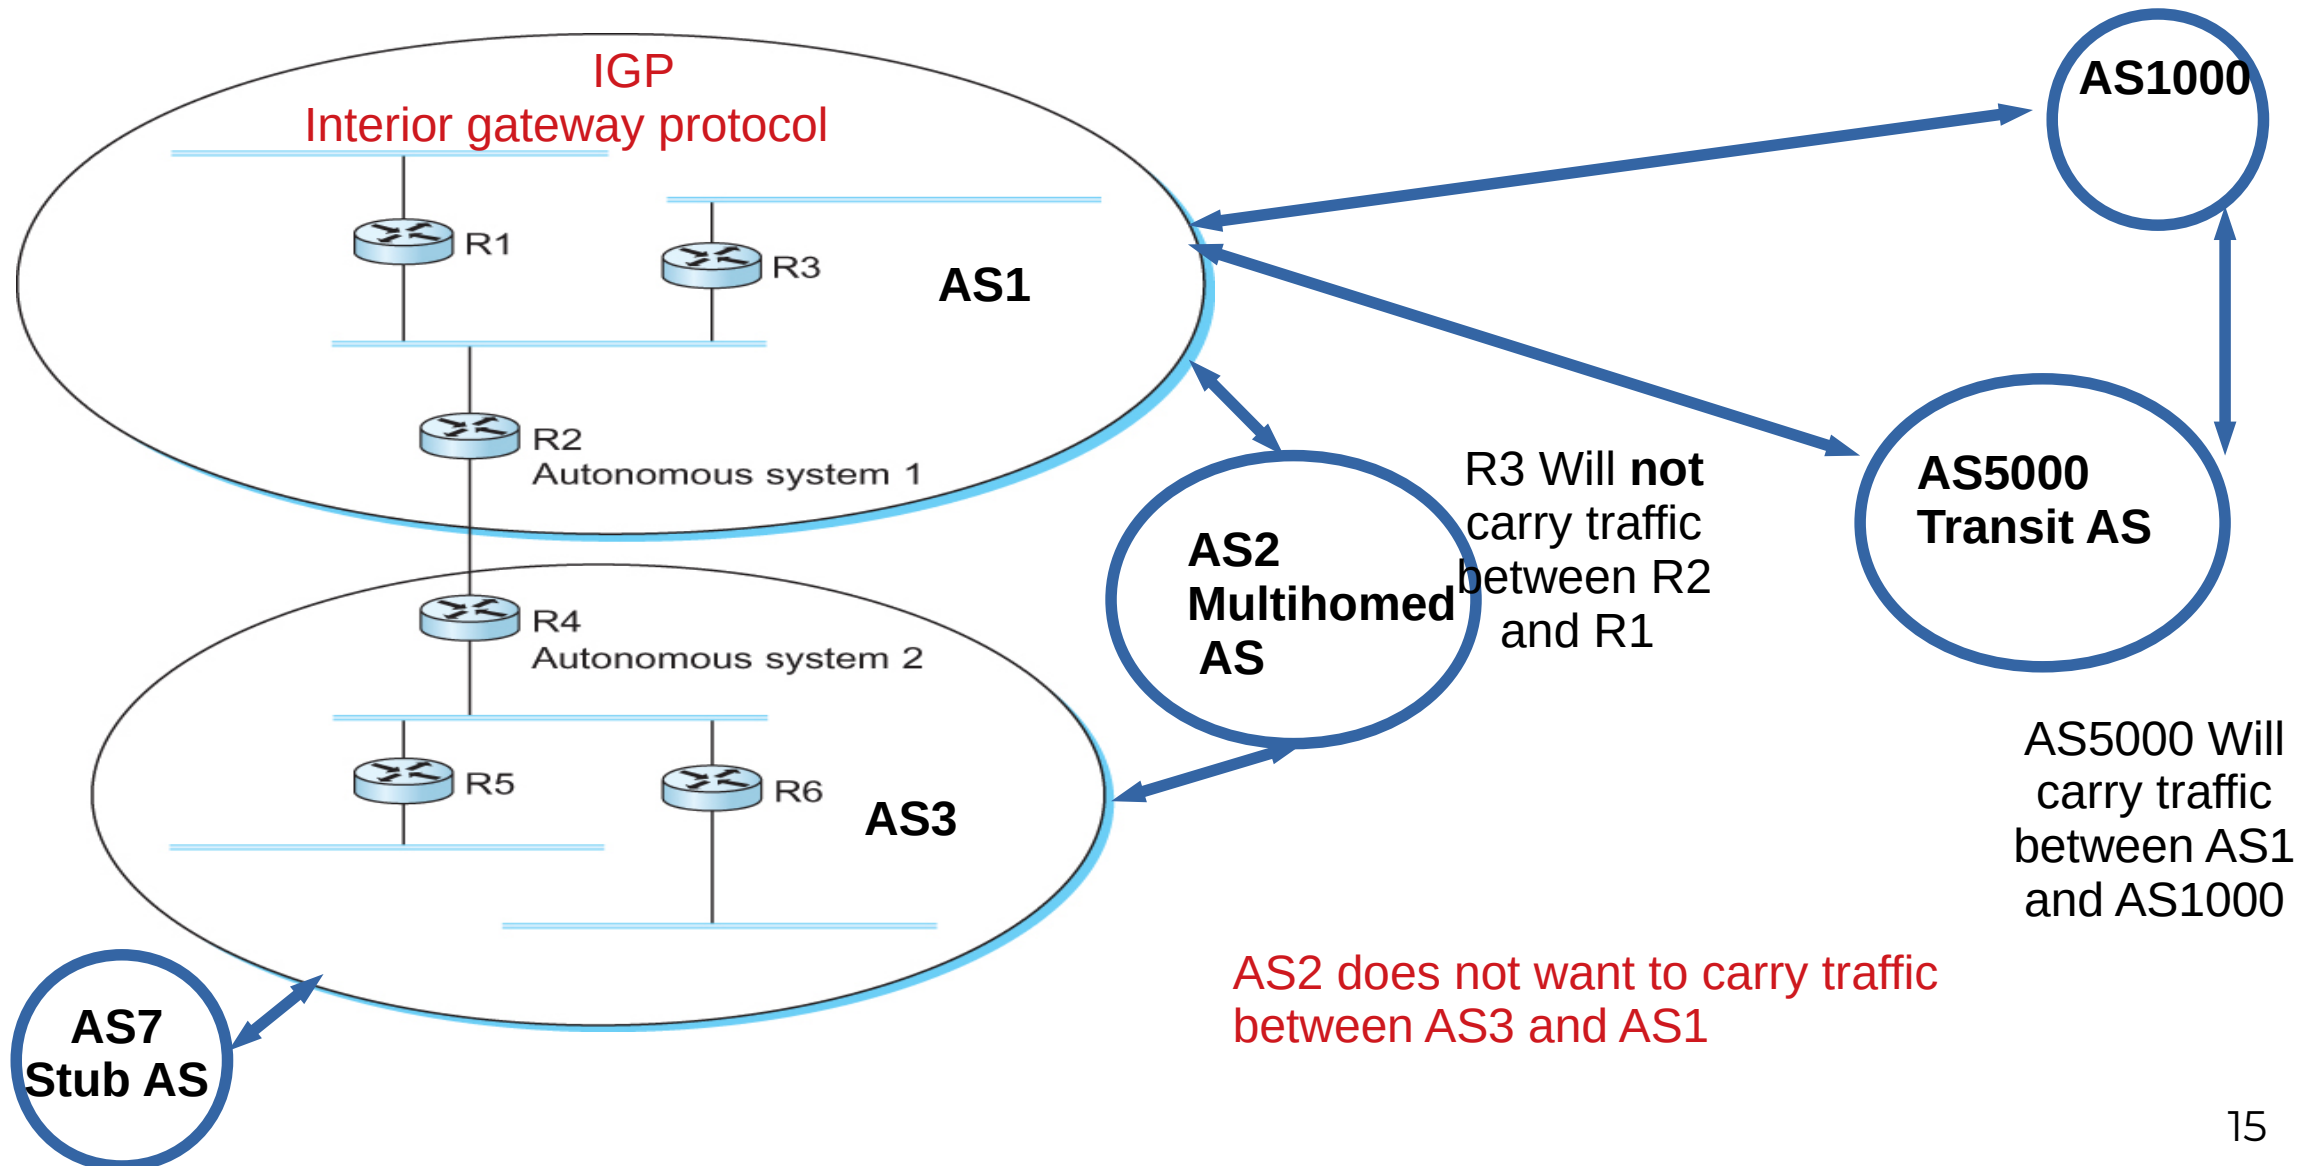 IGP
Interior gateway protocol
R1
R3
AS1
R2
Autonomous system 1
R4
Autonomous system 2
R5
R6
AS3
AS7
Stub AS
AS2
Multihomed
AS
R3 Will not
carry traffic
between R2
and R1
AS1000
AS5000
Transit AS
AS5000 Will
carry traffic
between AS1
and AS1000
AS2 does not want to carry traffic
between AS3 and AS1
15